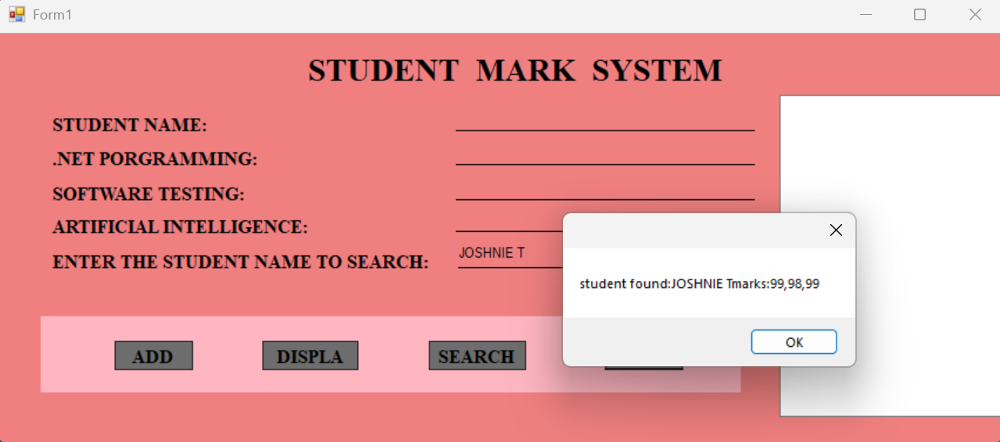 Form1
STUDENT MARK SYSTEM
STUDENT NAME:
.NET PORGRAMMING:
SOFTWARE TESTING:
ARTIFICIAL INTELLIGENCE:
ENTER THE STUDENT NAME TO SEARCH:
JOSHNIE T
student found:JOSHNIE Tmarks:99,98,99
OK
ADD
DISPLA
SEARCH